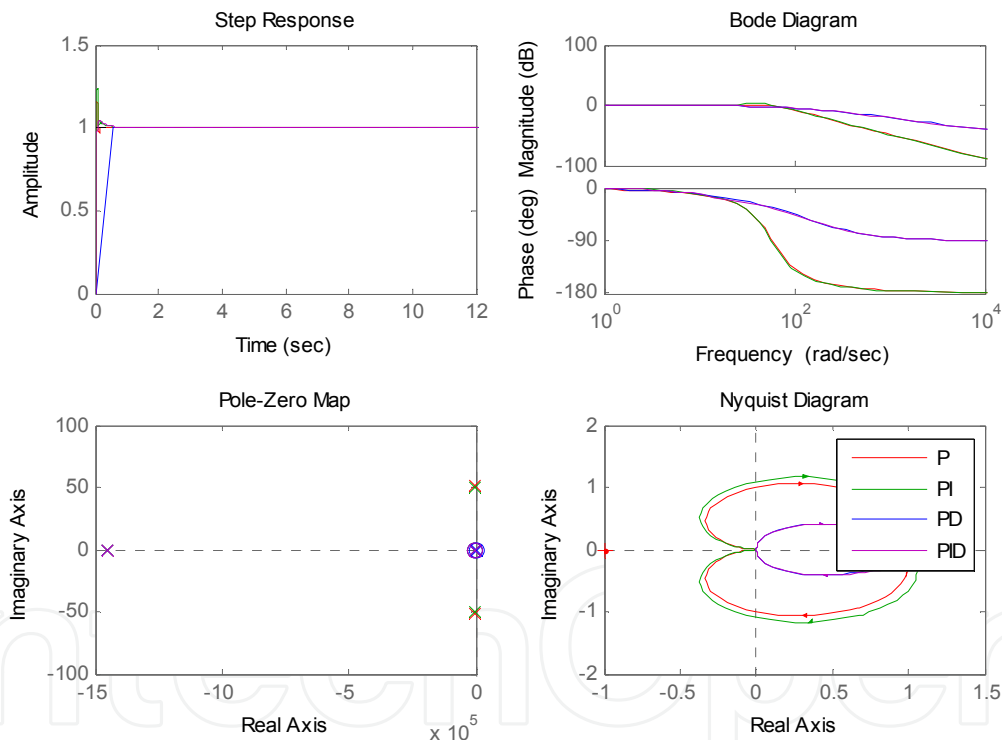 Step Response
1.5
1
0.5
0
Amplitude
0 2 4 6 8 10 12
Time (sec)
Bode Diagram
100
0
-100
Magnitude (dB)
0
-90
-180
Phase (deg)
10^0 10^2 10^4
Frequency (rad/sec)
Pole-Zero Map
100
50
0
-50
-100
Imaginary Axis
-15 -10 -5 0
x 10^5
Real Axis
Nyquist Diagram
2
1
0
-1
-2
Imaginary Axis
-1 -0.5 0 0.5 1 1.5
Real Axis
P
PI
PD
PID